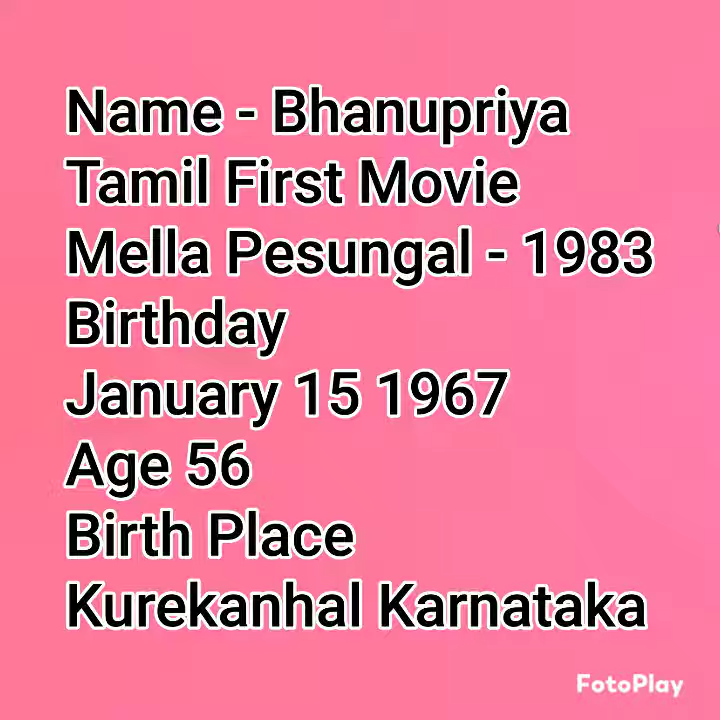 Name - Bhanupriya
Tamil First Movie
Mella Pesungal - 1983
Birthday
January 15 1967
Age 56
Birth Place
Kurekanhal Karnataka
FotoPlay